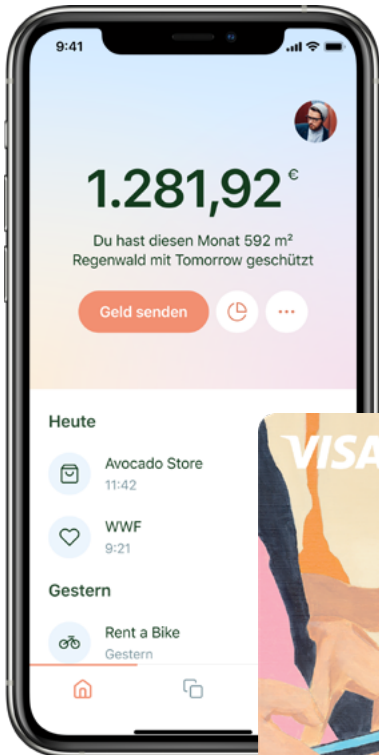 9:41
1.281,92 €
Du hast diesen Monat 592 m²
Regenwald mit Tomorrow geschützt
Geld senden
Heute
Avocado Store
11:42
VISA
WWF
9:21
Gestern
Rent a Bike
Gestern